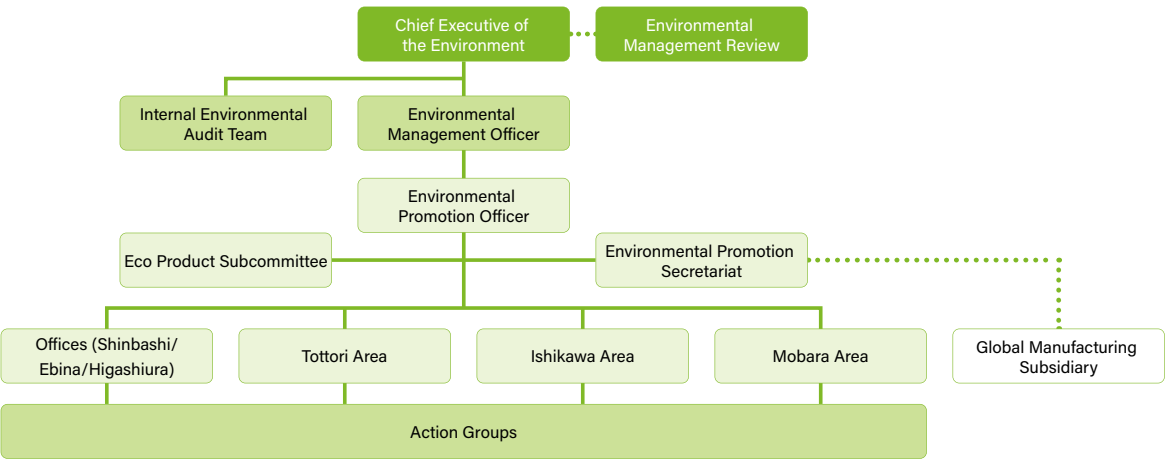 Chief Executive of
the Environment
Environmental
Management Review
Internal Environmental
Audit Team
Environmental
Management Officer
Environmental
Promotion Officer
Eco Product Subcommittee
Environmental Promotion
Secretariat
Offices (Shinbashi/
Ebina/Higashiura)
Tottori Area
Ishikawa Area
Mobara Area
Global Manufacturing
Subsidiary
Action Groups